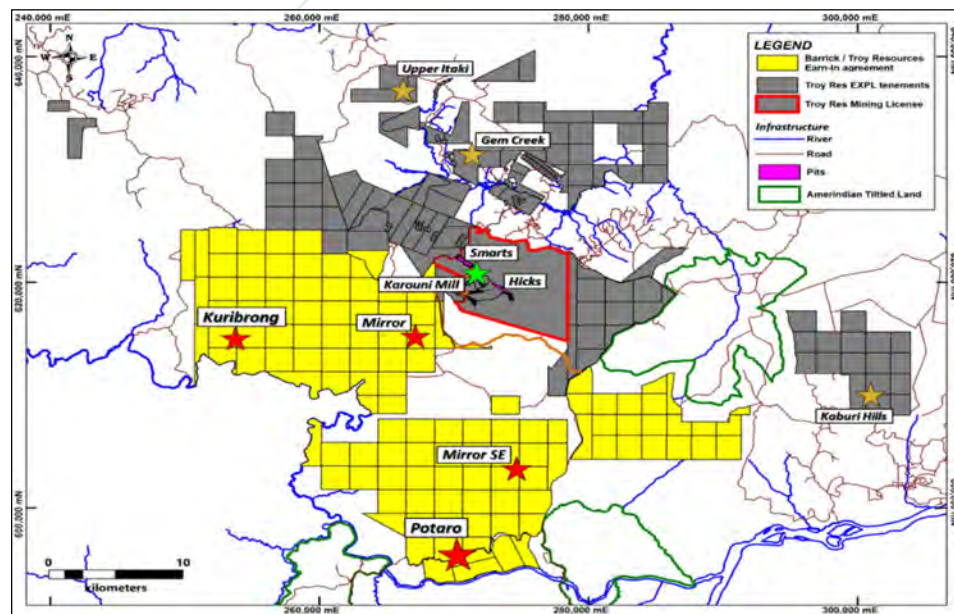 240,000 mE
260,000 mE
280,000 mE
300,000 mE
640,000 mN
N
W
E
S
LEGEND
Barrick / Troy Resources
Earn-In agreement
Troy Res EXPL tenements
Troy Res Mining License
Infrastructure
River
Road
Pits
Amerindian Tiltled Land
Upper Itaki
Gem Creek
Smarts
Hicks
Karouni Mill
620,000 mN
Kuribrong
Mirror
Kaburi Hills
Mirror SE
600,000 mN
Potaro
0
10
kilometers
260,000 mE
280,000 mE
300,000 mE